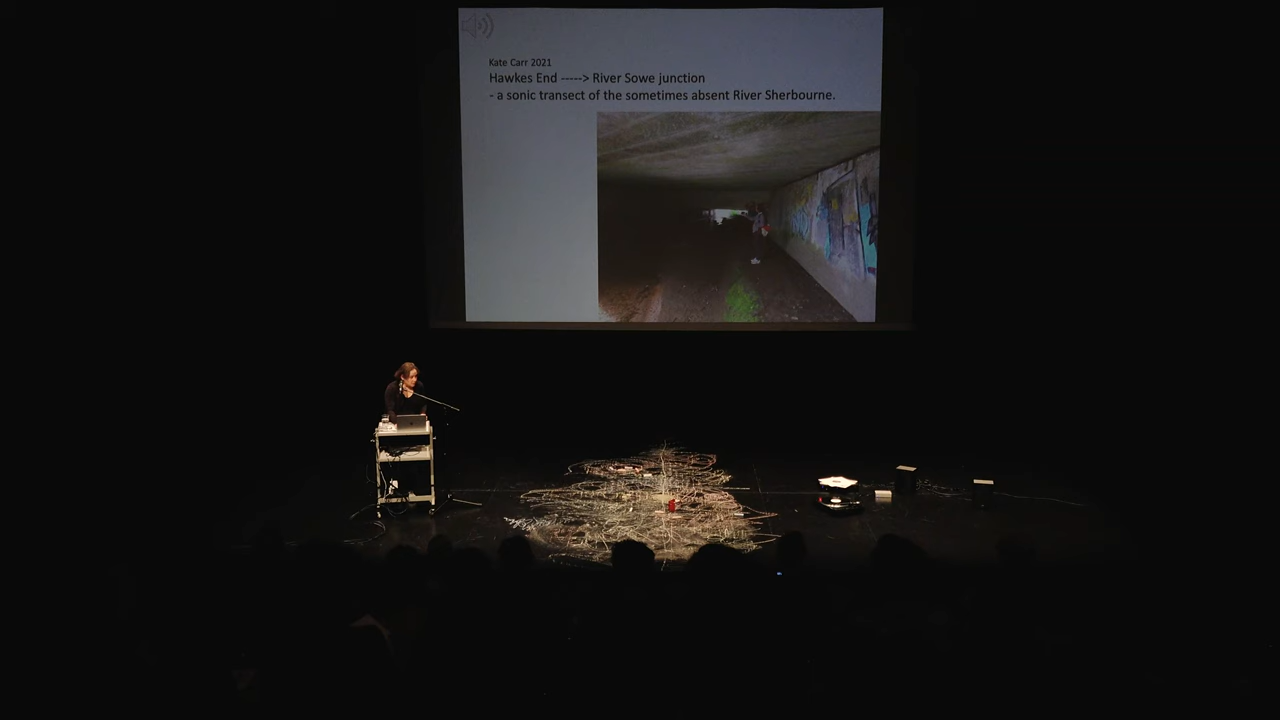 Kate Carr 2021
Hawkes End -----> River Sowe junction
- a sonic transect of the sometimes absent River Sherbourne.